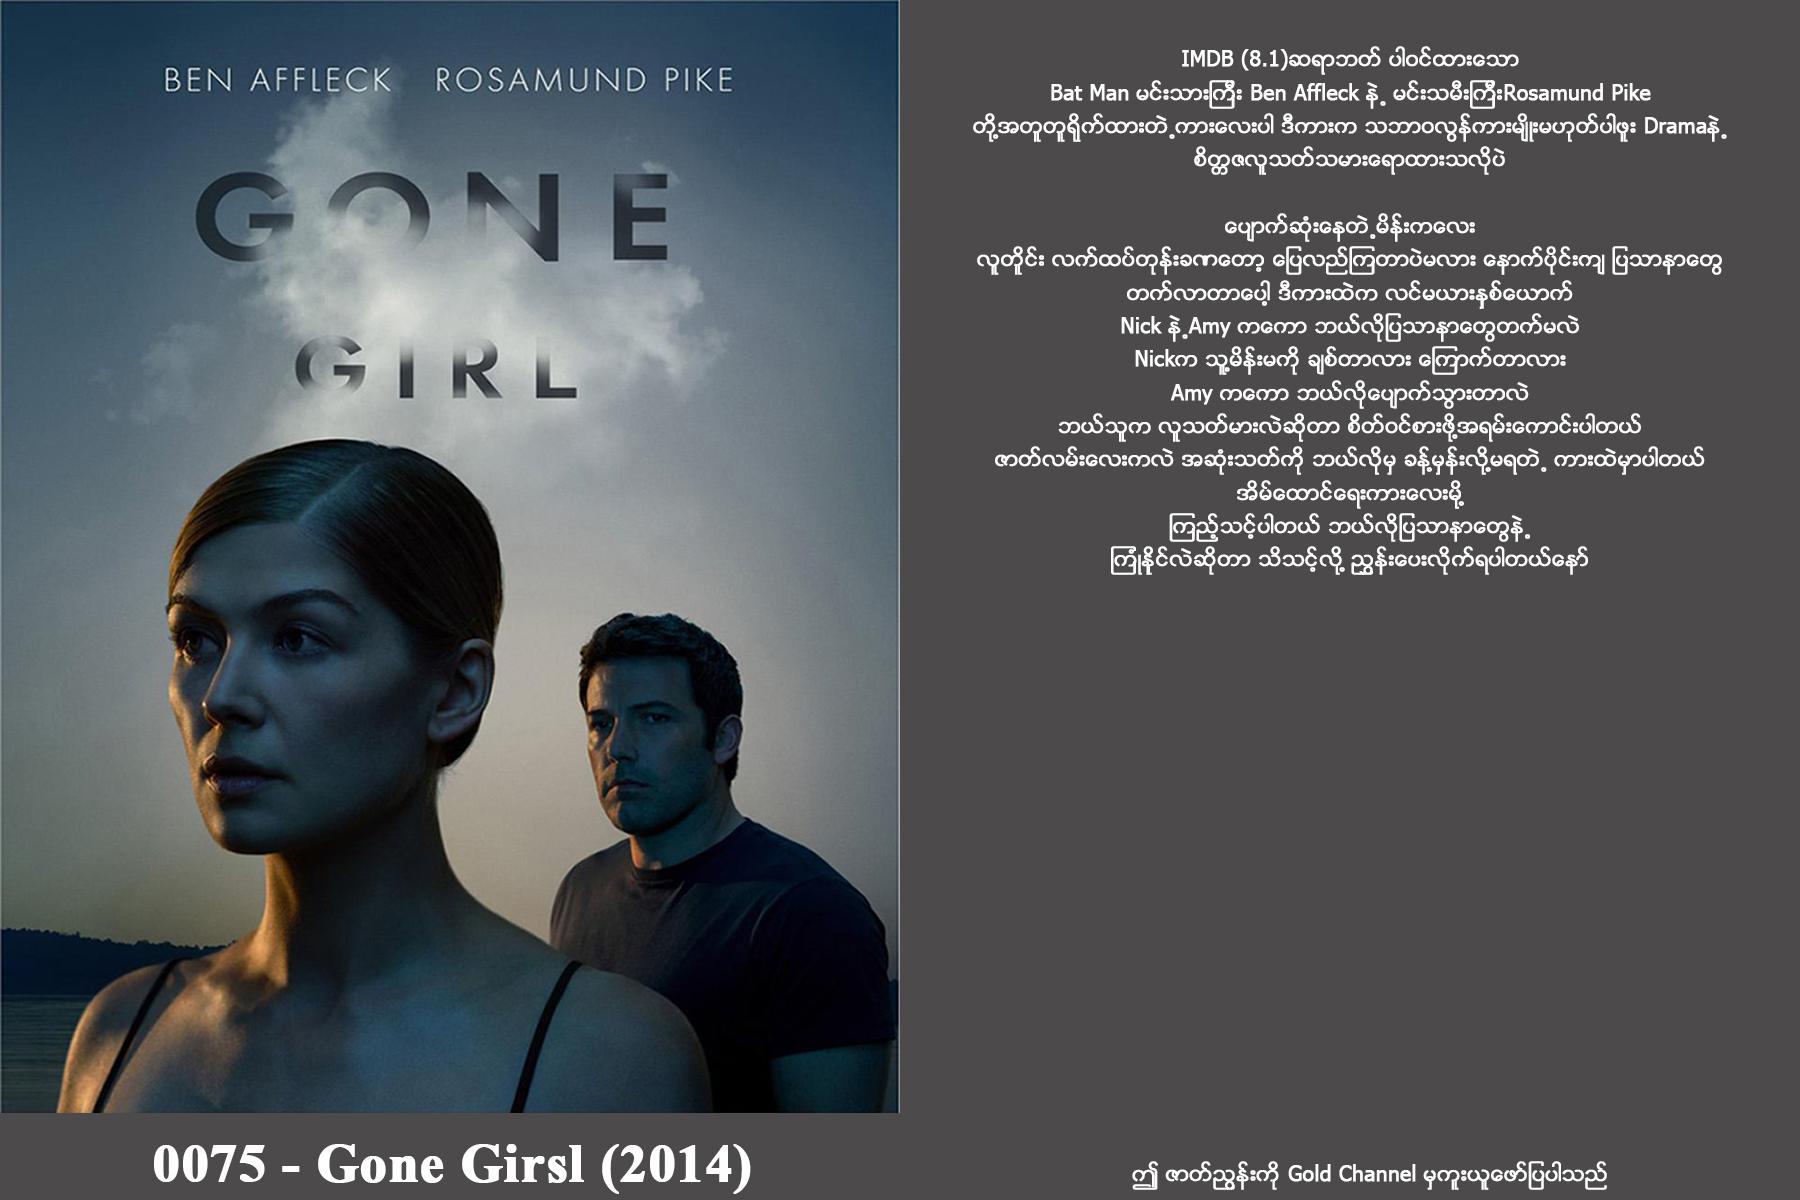 BEN AFFLECK ROSAMUND PIKE
GONE
GIRL
0075 - Gone Girsl (2014)
IMDB (8.1)ဆရာဘတ် ပါဝင်ထားသော
Bat Man မင်းသားကြီး Ben Affleck နဲ့ မင်းသမီးကြီးRosamund Pike
တို့အတူတူရိုက်ထားတဲ့ကားလေးပါ ဒီကားက သဘာဝလွန်ကားမျိုးမဟုတ်ပါဖူး Dramaနဲ့
စိတ္တဇလူသတ်သမားရောထားသလိုပဲ
ပျောက်ဆုံးနေတဲ့မိန်းကလေး
လူတိုင်း လက်ထပ်တုန်းခဏတော့ ပြေလည်ကြတာပဲမလား နောက်ပိုင်းကျ ပြသာနာတွေ
တက်လာတာပေါ့ ဒီကားထဲက လင်မယားနှစ်ယောက်
Nick နဲ့Amy ကကော ဘယ်လိုပြသာနာတွေတက်မလဲ
Nickက သူ့မိန်းမကို ချစ်တာလား ကြောက်တာလား
Amy ကကော ဘယ်လိုပျောက်သွားတာလဲ
ဘယ်သူက လူသတ်မားလဲဆိုတာ စိတ်ဝင်စားဖို့အရမ်းကောင်းပါတယ်
ဇာတ်လမ်းလေးကလဲ အဆုံးသတ်ကို ဘယ်လိုမှ ခန့်မှန်းလို့မရတဲ့ ကားထဲမှာပါတယ်
အိမ်ထောင်ရေးကားလေးမို့
ကြည့်သင့်ပါတယ် ဘယ်လိုပြသာနာတွေနဲ့
ကြုံနိုင်လဲဆိုတာ သိသင့်လို့ ညွှန်းပေးလိုက်ရပါတယ်နော်
ဤ ဇာတ်ညွှန်းကို Gold Channel မှကူးယူဖော်ပြပါသည်